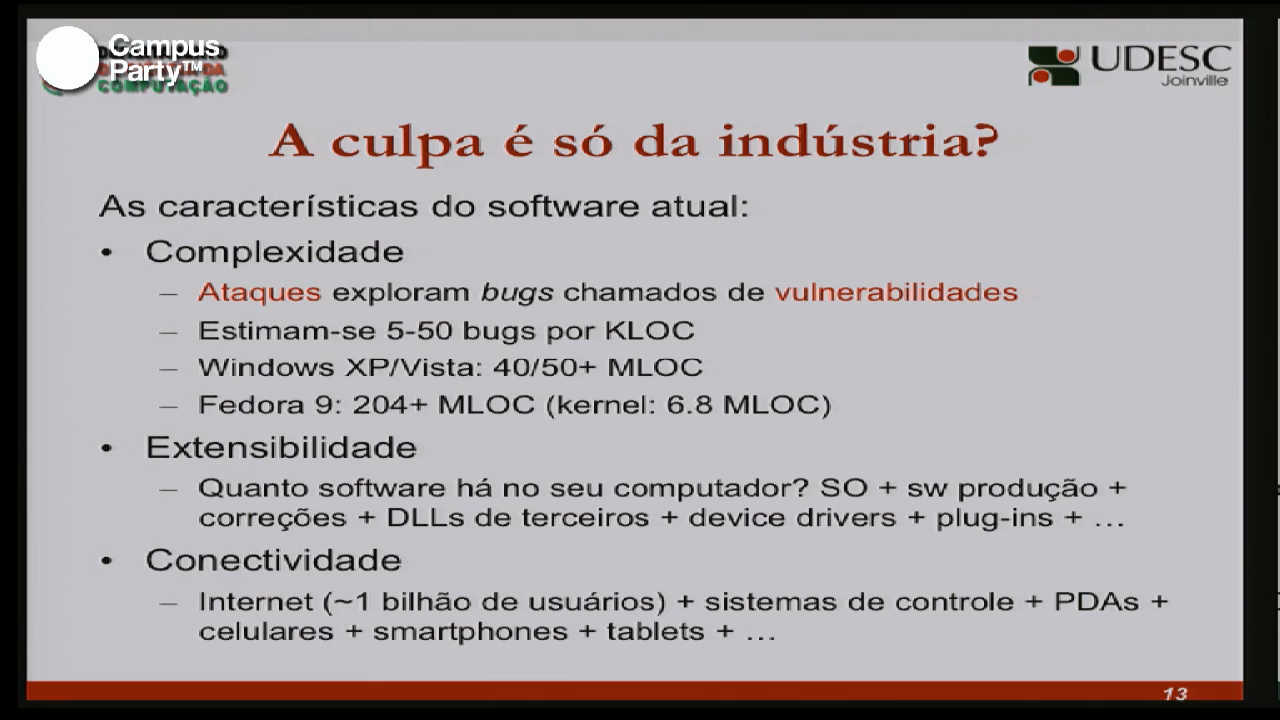 Campus
Party™
COMPUTAÇÃO
UDESC
Joinville
A culpa é só da indústria?
As características do software atual:
• Complexidade
– Ataques exploram bugs chamados de vulnerabilidades
– Estimam-se 5-50 bugs por KLOC
– Windows XP/Vista: 40/50+ MLOC
– Fedora 9: 204+ MLOC (kernel: 6.8 MLOC)
• Extensibilidade
– Quanto software há no seu computador? SO + sw produção +
correções + DLLs de terceiros + device drivers + plug-ins + …
• Conectividade
– Internet (~1 bilhão de usuários) + sistemas de controle + PDAs +
celulares + smartphones + tablets + …
13